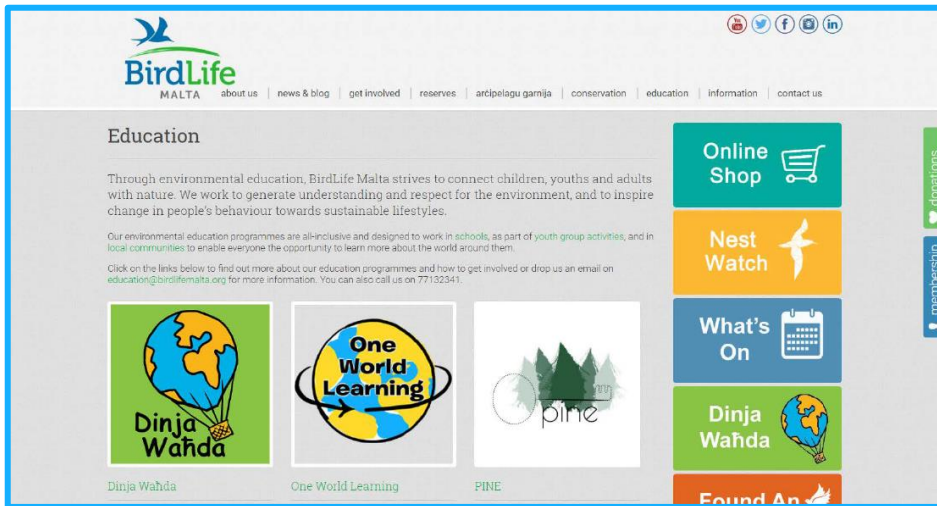 BirdLife
MALTA
about us
news & blog
get involved
reserves
arċipelagu garnija
conservation
education
information
contact us
Education
Through environmental education, BirdLife Malta strives to connect children, youths and adults
with nature. We work to generate understanding and respect for the environment, and to inspire
change in people's behaviour towards sustainable lifestyles.
Our environmental education programmes are all-inclusive and designed to work in schools, as part of youth group activities, and in
local communities to enable everyone the opportunity to learn more about the world around them.
Click on the links below to find out more about our education programmes and how to get involved or drop us an email on
education@birdlifemalta.org for more information. You can also call us on 77132341.
Dinja
Waħda
One
World
Learning
Opine
Dinja Waħda
One World Learning
PINE
Online
Shop
Nest
Watch
What's
On
Dinja
Waħda
Found An
donations
membership
You
Tube
f
in